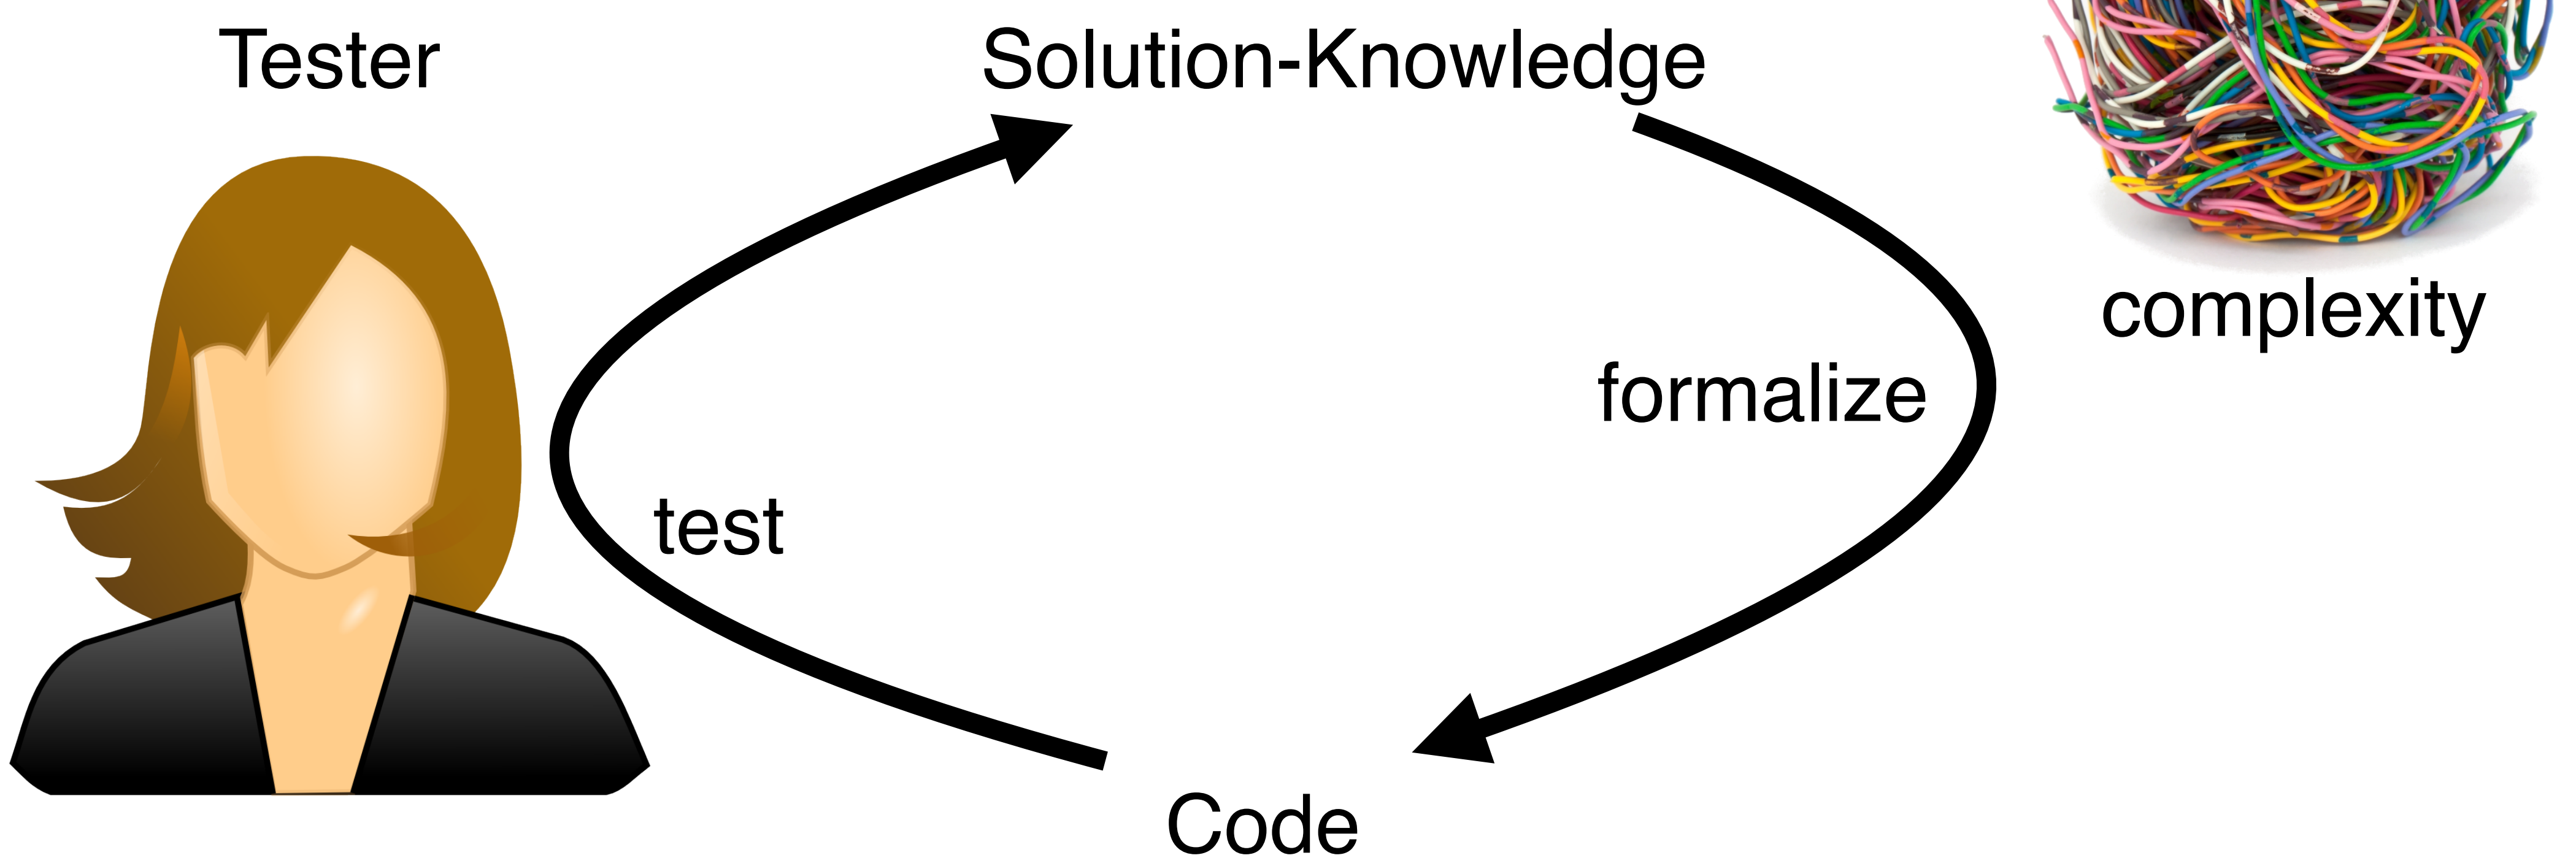 Tester
Solution-Knowledge
complexity
formalize
test
Code